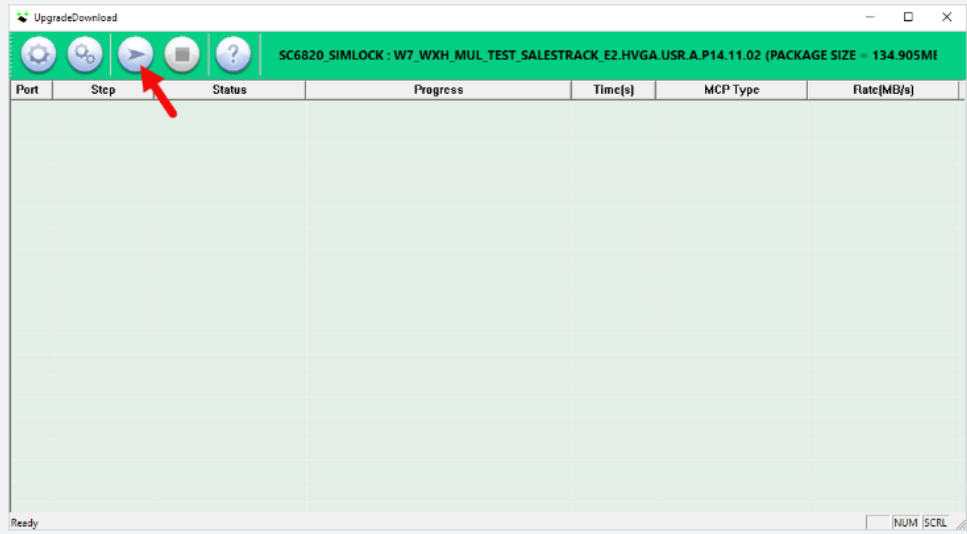 UpgradeDownload
SC6820_SIMLOCK : W7_WXH_MUL_TEST_SALESTRACK_E2.HVGA.USR.A.P14.11.02 (PACKAGE SIZE = 134.905ME
Port Step Status Progress Time(s) MCP Type Rate(MB/s)
Ready NUM SCRL